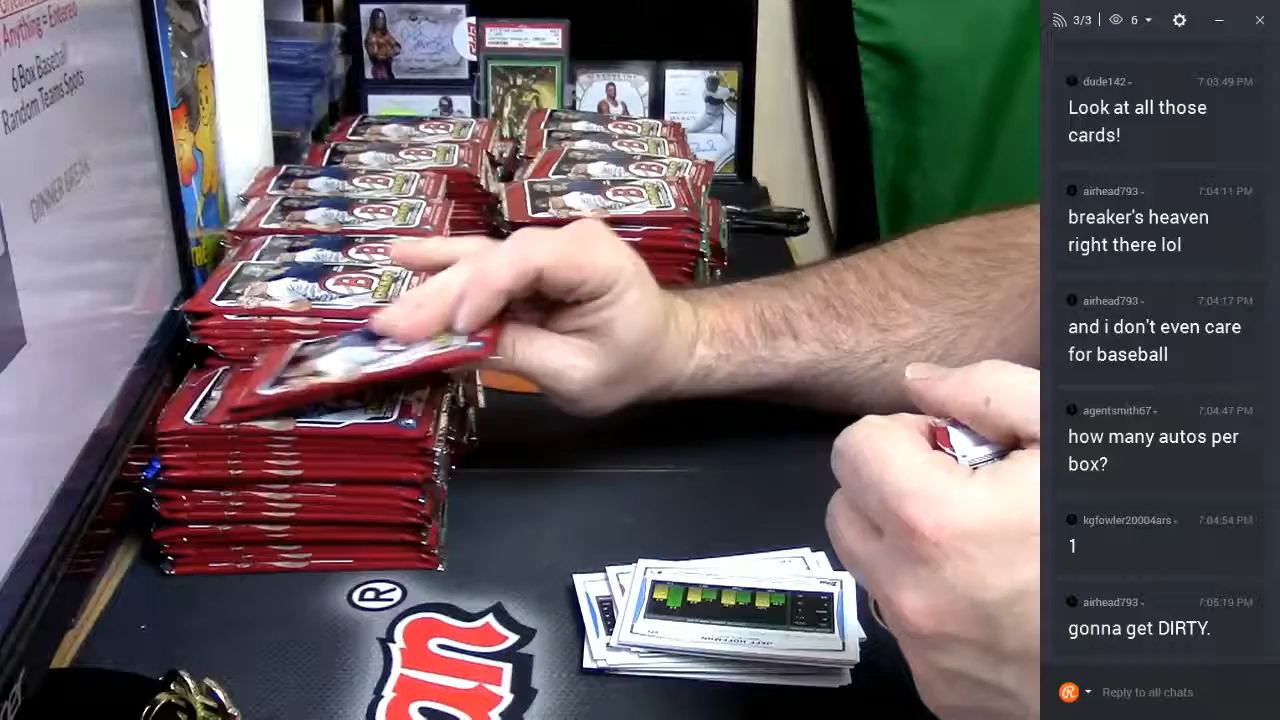 Anything = Entered
6 Box Baseball
Random Teams Spots
DINNER BREAK
B
®
an
JEFF HOFFMAN
3/3
6
dude142
7:03:49 PM
Look at all those
cards!
airhead793
7:04:11 PM
breaker's heaven
right there lol
airhead793
7:04:17 PM
and i don't even care
for baseball
agentsmith67
7:04:47 PM
how many autos per
box?
kgfowler20004ars
7:04:54 PM
1
airhead793
7:05:19 PM
gonna get DIRTY.
Reply to all chats